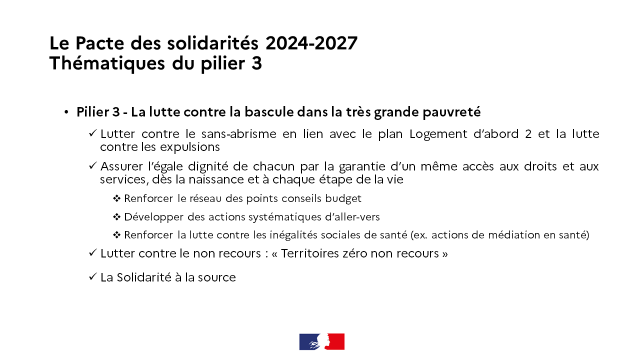 Le Pacte des solidarités 2024-2027
Thématiques du pilier 3
• Pilier 3 - La lutte contre la bascule dans la très grande pauvreté
✓ Lutter contre le sans-abrisme en lien avec le plan Logement d’abord 2 et la lutte
contre les expulsions
✓ Assurer l’égale dignité de chacun par la garantie d’un même accès aux droits et aux
services, dès la naissance et à chaque étape de la vie
❖ Renforcer le réseau des points conseils budget
❖ Développer des actions systématiques d’aller-vers
❖ Renforcer la lutte contre les inégalités sociales de santé (ex. actions de médiation en santé)
✓ Lutter contre le non recours : « Territoires zéro non recours »
✓ La Solidarité à la source